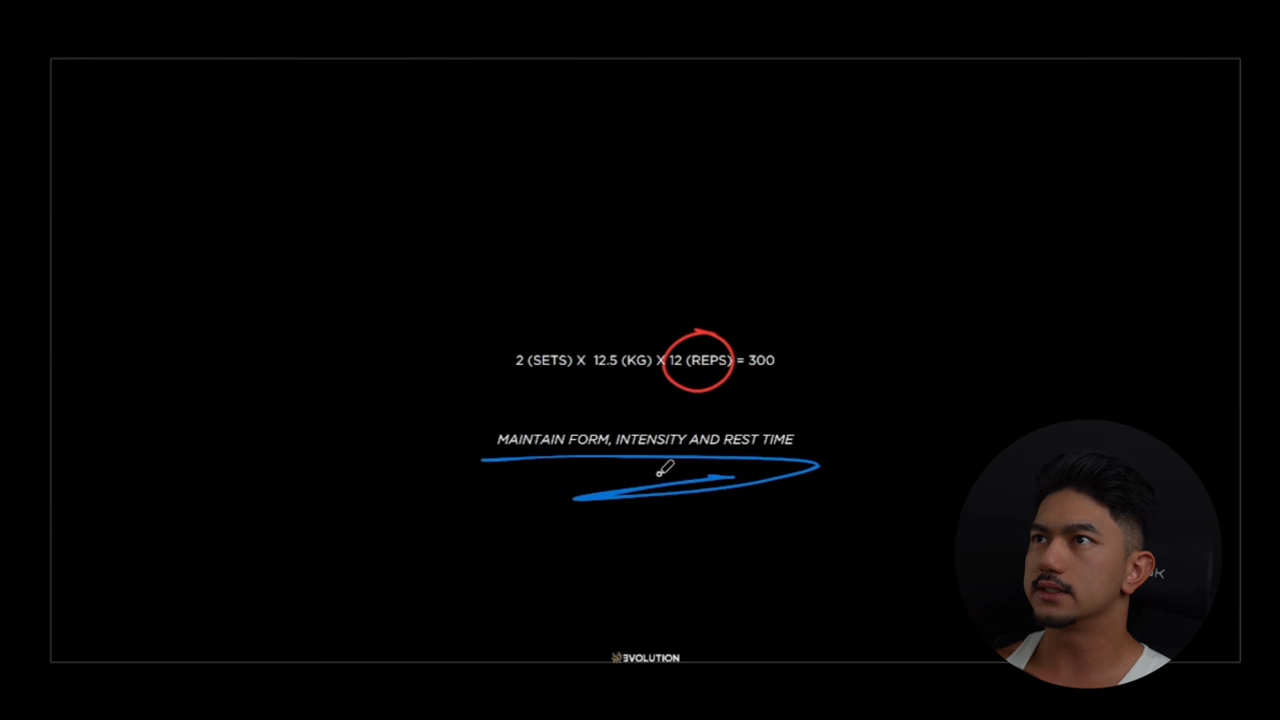 2 (SETS) X 12.5 (KG) X 12 (REPS) = 300
MAINTAIN FORM, INTENSITY AND REST TIME
EVOLUTION